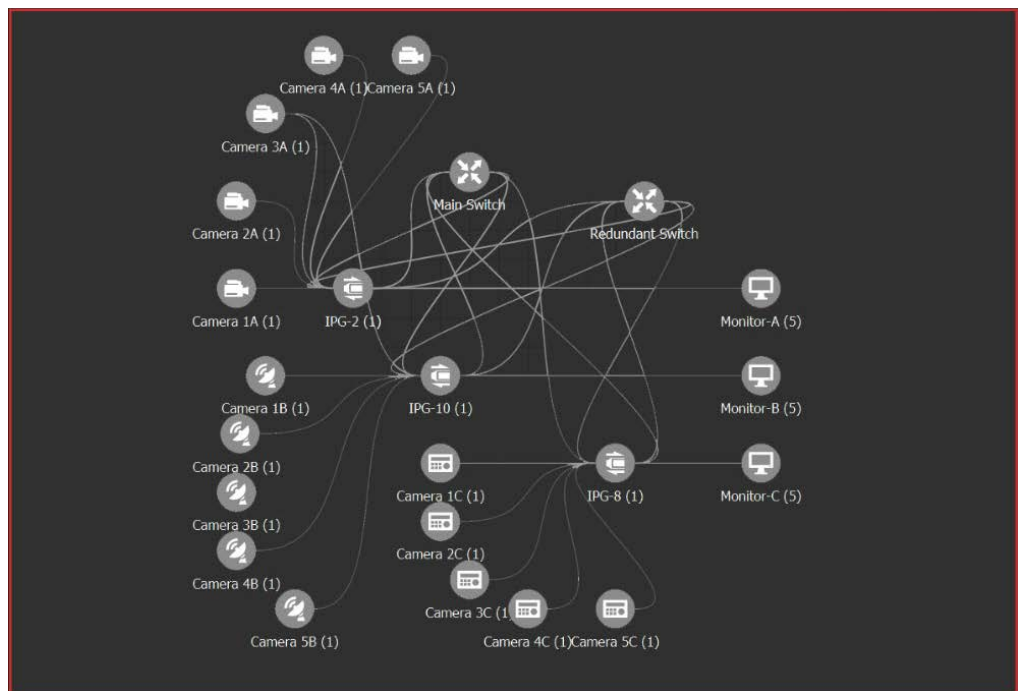 Camera 4A (1)
Camera 5A (1)
Camera 3A (1)
Main Switch
Camera 2A (1)
Redundant Switch
Camera 1A (1)
IPG-2 (1)
Monitor-A (5)
Camera 1B (1)
IPG-10 (1)
Monitor-B (5)
Camera 2B (1)
Camera 1C (1)
IPG-8 (1)
Monitor-C (5)
Camera 3B (1)
Camera 2C (1)
Camera 4B (1)
Camera 3C (1)
Camera 5B (1)
Camera 4C (1)
Camera 5C (1)